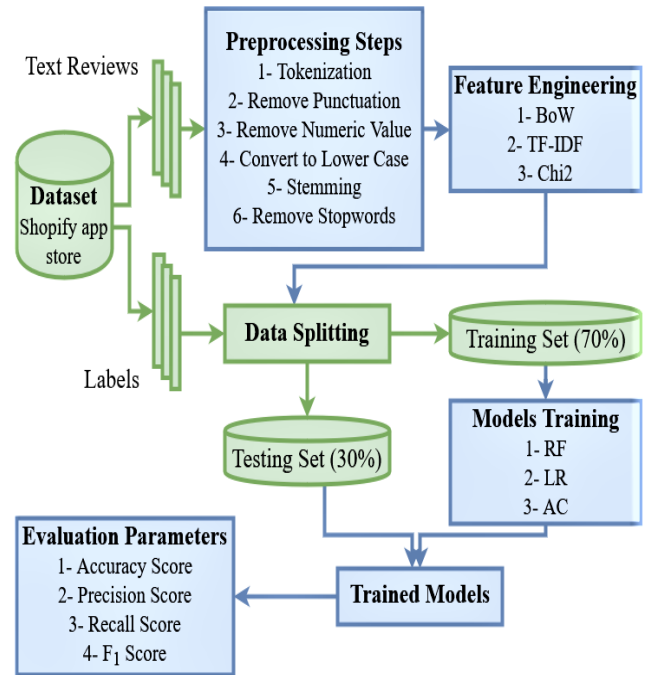 Text Reviews
Preprocessing Steps
1- Tokenization
2- Remove Punctuation
3- Remove Numeric Value
4- Convert to Lower Case
5- Stemming
6- Remove Stopwords
Feature Engineering
1- BoW
2- TF-IDF
3- Chi2
Dataset
Shopify app
store
Labels
Data Splitting
Training Set (70%)
Testing Set (30%)
Models Training
1- RF
2- LR
3- AC
Trained Models
Evaluation Parameters
1- Accuracy Score
2- Precision Score
3- Recall Score
4- F₁ Score